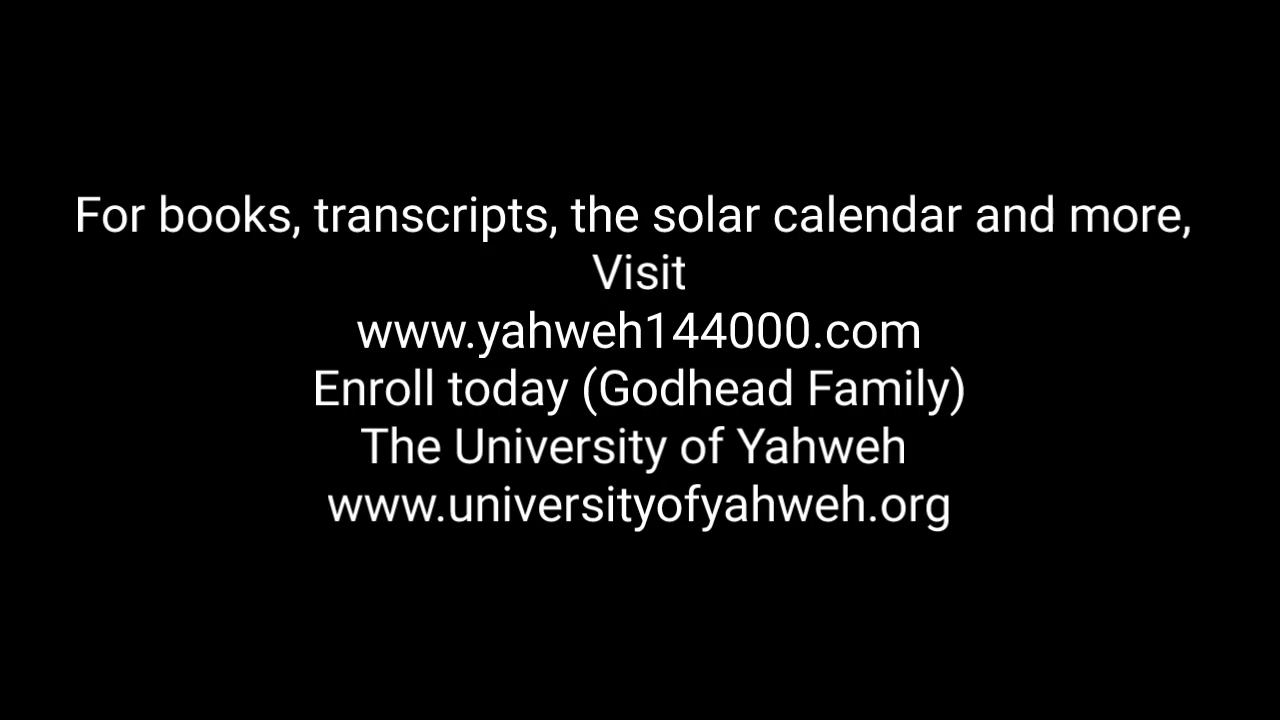 For books, transcripts, the solar calendar and more,
Visit
www.yahweh144000.com
Enroll today (Godhead Family)
The University of Yahweh
www.universityofyahweh.org